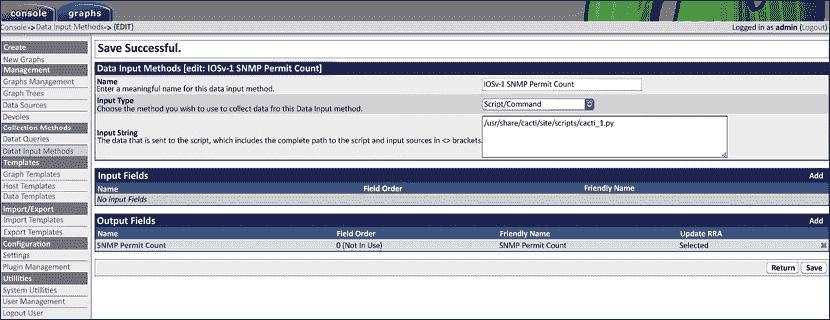 console graphs
Console->Data Input Methods-> (EDIT) Logged in as admin (Logout)
Create
New Graphs
Management
Graphs Management
Graph Trees
Data Sources
Devoles
Collection Methods
Datat Queries
Datat Input Methods
Templates
Graph Templates
Host Templates
Data Templates
Import/Export
Import Templates
Export Templates
Configuration
Settings
Plugin Management
Utillities
System Utillities
User Management
Logout User
Save Successful.
Data Input Methods [edit: IOSv-1 SNMP Permit Count]
Name
Enter a meaningful name for this data input method.
IOSv-1 SNMP Permit Count
Input Type
Choose the method you wish to use to collect data fro this Data Input method.
Script/Command
Input String
The data that is sent to the script, which includes the complete path to the script and input sources in <> brackets.
/usr/share/cacti/site/scripts/cacti_1.py
Input Fields Add
Name Field Order Friendly Name
No Input Fields
Output Fields Add
Name Field Order Friendly Name Update RRA
SNMP Permit Count 0 (Not In Use) SNMP Permit Count Selected
Return Save